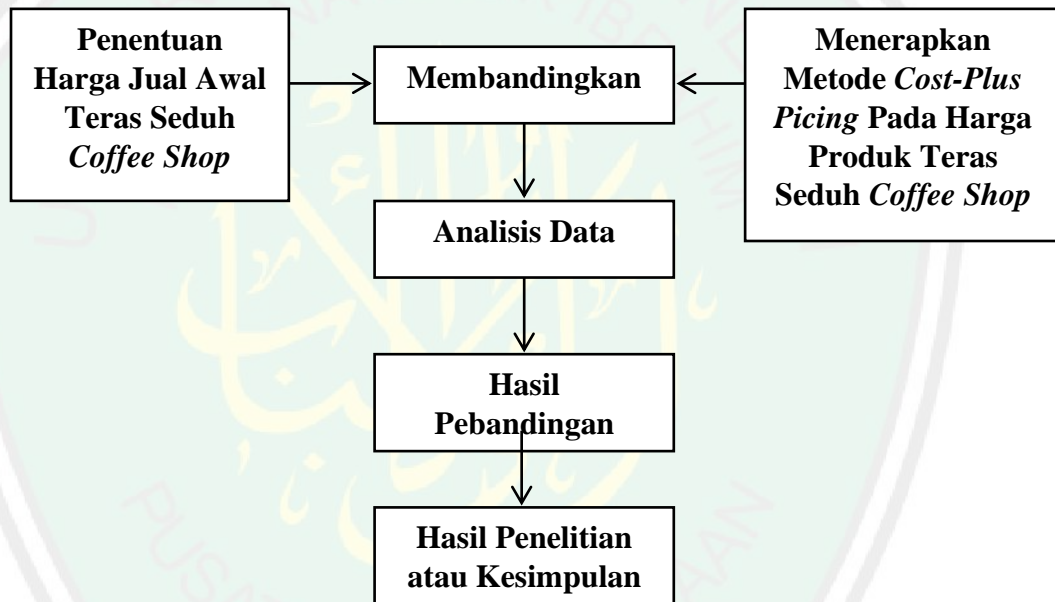 Penentuan
Harga Jual Awal
Teras Seduh
Coffee Shop
Membandingkan
Menerapkan
Metode Cost-Plus
Picing Pada Harga
Produk Teras
Seduh Coffee Shop
Analisis Data
Hasil
Pebandingan
Hasil Penelitian
atau Kesimpulan